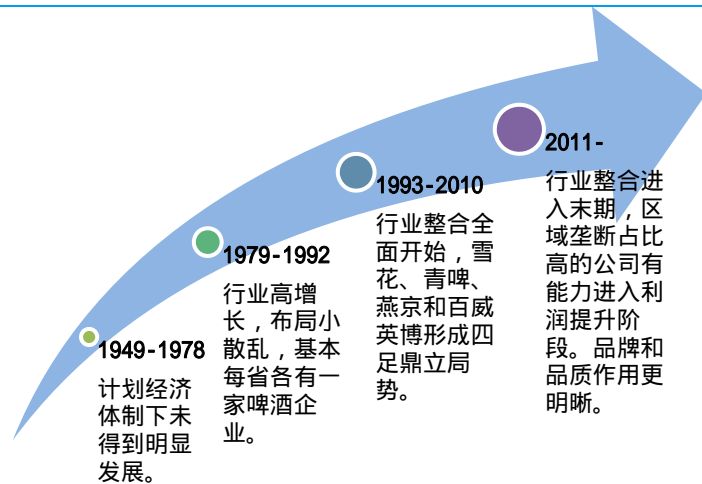 1949-1978
计划经济
体制下未
得到明显
发展。
1979-1992
行业高增
长，布局小
散乱，基本
每省各有一
家啤酒企
业。
1993-2010
行业整合全
面开始，雪
花、青啤、
燕京和百威
英博形成四
足鼎立局
势。
2011-
行业整合进
入末期，区
域垄断占比
高的公司有
能力进入利
润提升阶
段。品牌和
品质作用更
明晰。